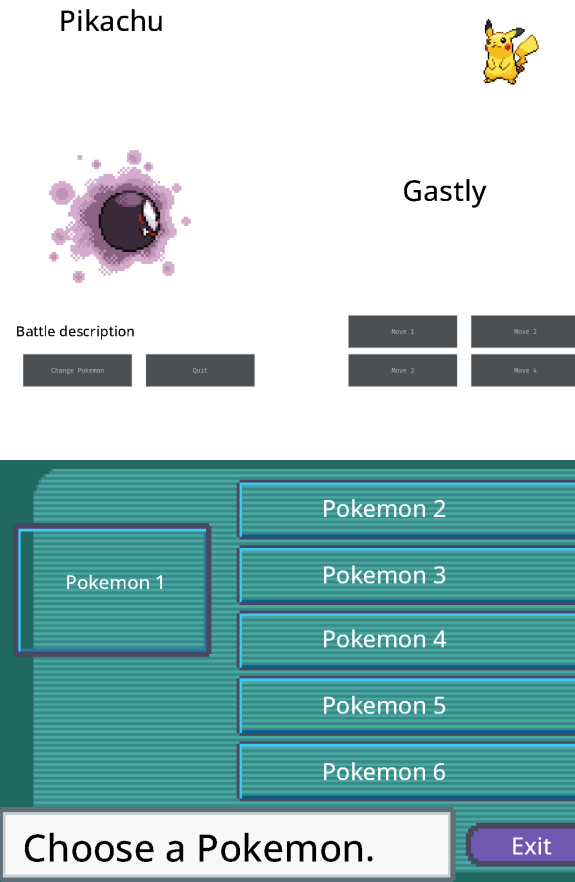 Pikachu
Gastly
Battle description
Move 1
Move 2
Change Pokemon
Quit
Move 3
Move 4
Pokemon 1
Pokemon 2
Pokemon 3
Pokemon 4
Pokemon 5
Pokemon 6
Choose a Pokemon.
Exit